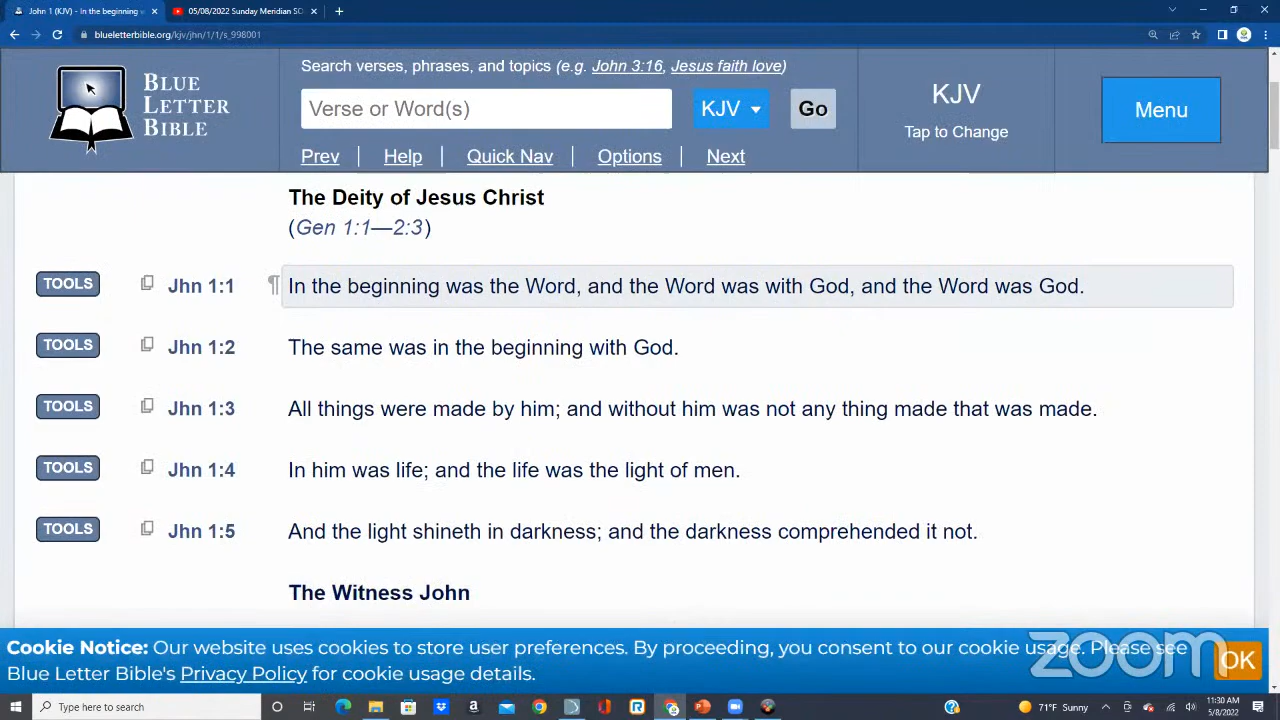 John 1 (KJV) - In the beginning w
05/08/2022 Sunday Meridian SO
blueletterbible.org/kjv/jhn/1/1/s_998001
BLUE LETTER BIBLE
Search verses, phrases, and topics (e.g. John 3:16, Jesus faith love)
Verse or Word(s) KJV Go
Prev | Help | Quick Nav | Options | Next
KJV
Tap to Change
Menu
The Deity of Jesus Christ
(Gen 1:1—2:3)
TOOLS Jhn 1:1 ¶ In the beginning was the Word, and the Word was with God, and the Word was God.
TOOLS Jhn 1:2 The same was in the beginning with God.
TOOLS Jhn 1:3 All things were made by him; and without him was not any thing made that was made.
TOOLS Jhn 1:4 In him was life; and the life was the light of men.
TOOLS Jhn 1:5 And the light shineth in darkness; and the darkness comprehended it not.
The Witness John
Cookie Notice: Our website uses cookies to store user preferences. By proceeding, you consent to our cookie usage. Please see
Blue Letter Bible's Privacy Policy for cookie usage details.
OK
zoom
Type here to search
71°F Sunny
11:30 AM
5/8/2022